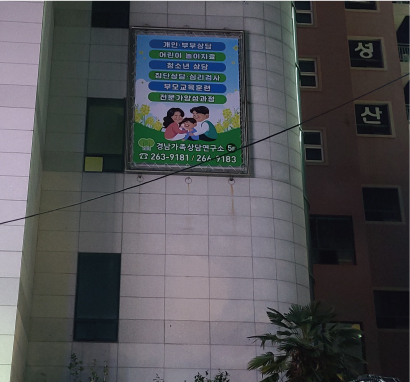 개인·부부상담
어린이 놀이치료
청소년 상담
집단상담·심리검사
부모교육훈련
전문가양성과정
경남가족상담연구소 5F
☎ 263-9181 / 264-9183
성
산